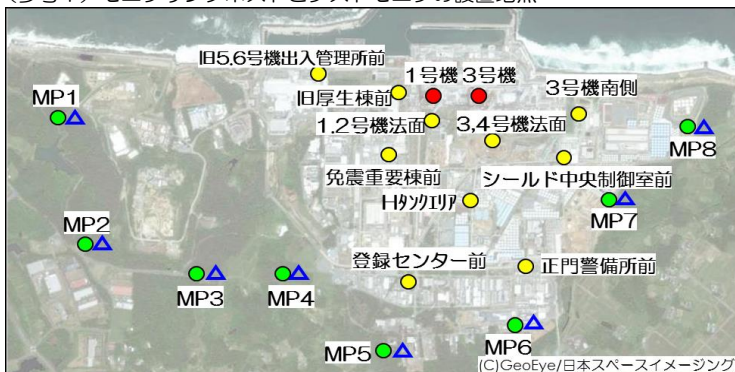 (参考1)モニタリングポストとダストモニタの設置地点
旧5,6号機出入管理所前
1号機 3号機
MP1
旧厚生棟前
3号機南側
1,2号機法面
3,4号機法面
MP8
免震重要棟前
シールド中央制御室前
Hタンクエリア
MP7
MP2
登録センター前
正門警備所前
MP3
MP4
MP5
MP6
(C)GeoEye/日本スペースイメージング